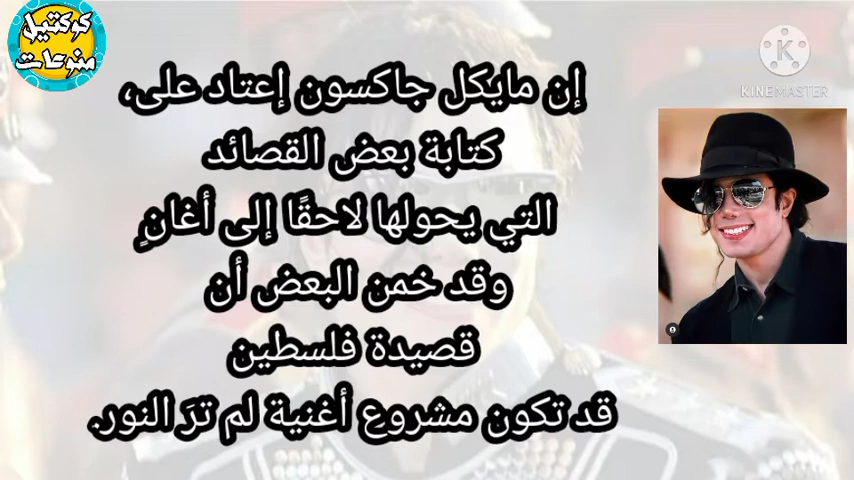 كوكتيل
منوعات
K
KINEMASTER
إن مايكل جاكسون إعتاد على،
كتابة بعض القصائد
التي يحولها لاحقًا إلى أغانٍ
وقد خمن البعض أن
قصيدة فلسطين
قد تكون مشروع أغنية لم ترَ النور.